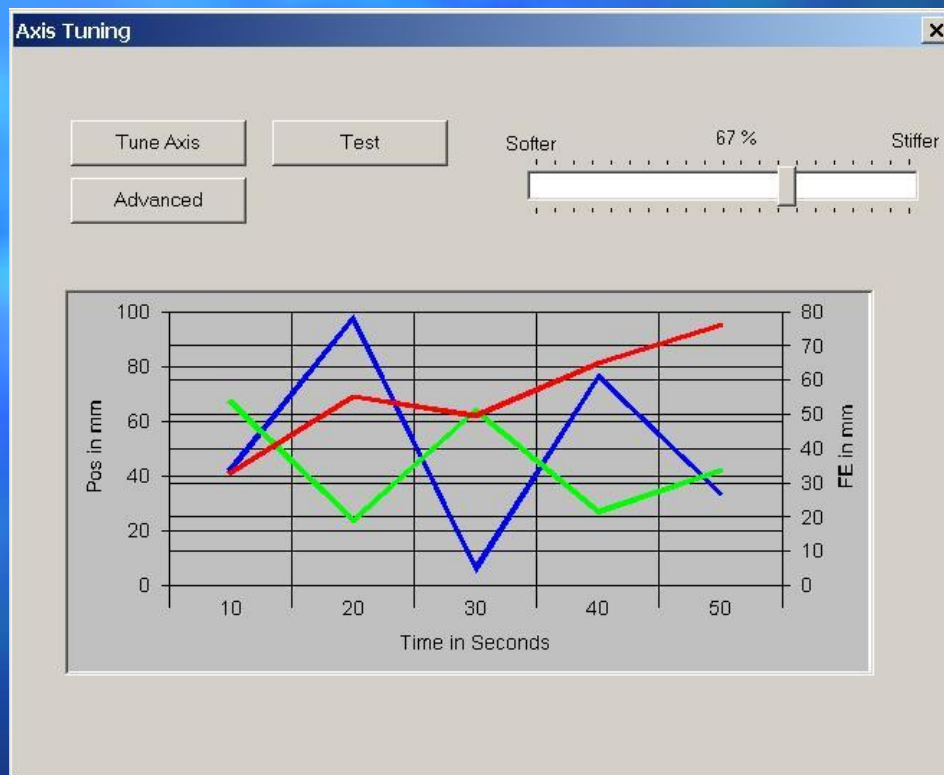 Axis Tuning
Tune Axis
Test
Advanced
Softer
67 %
Stiffer
Pos in mm
100
80
60
40
20
0
80
70
60
50
40
30
20
10
0
FE in mm
10 20 30 40 50
Time in Seconds